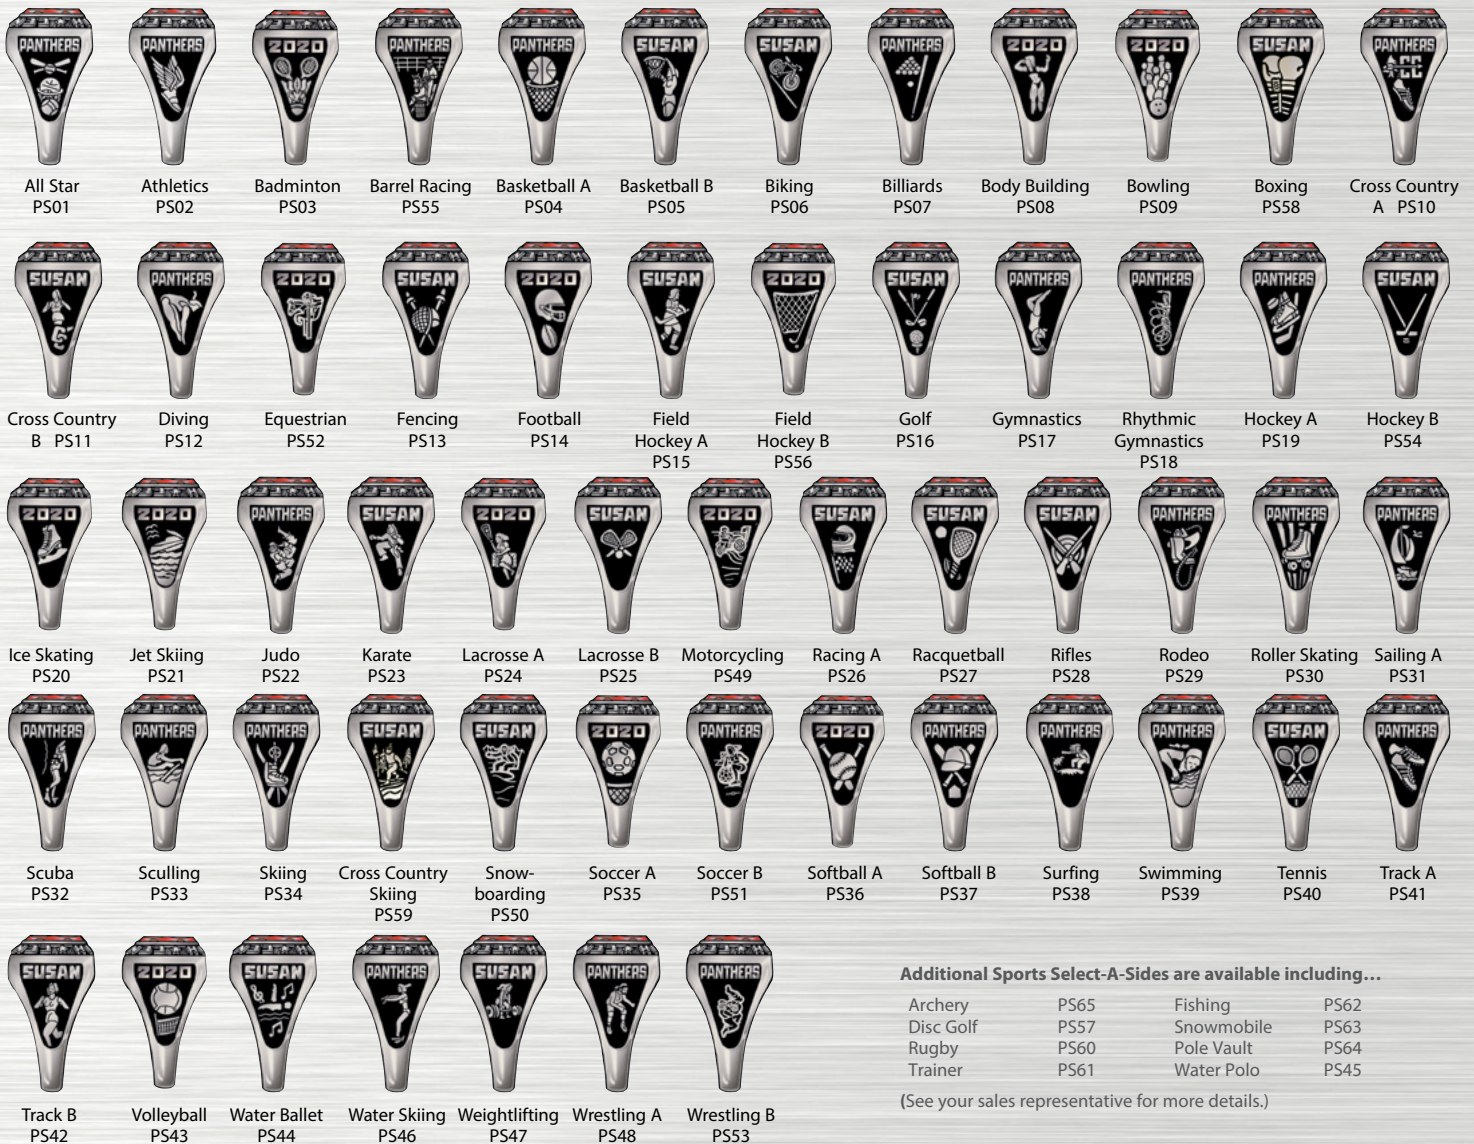 PANTHERS PANTHERS 2020 PANTHERS PANTHERS SUSAN SUSAN PANTHERS 2020 2020 SUSAN PANTHERS
CC
All Star Athletics Badminton Barrel Racing Basketball A Basketball B Biking Billiards Body Building Bowling Boxing Cross Country
PS01 PS02 PS03 PS55 PS04 PS05 PS06 PS07 PS08 PS09 PS58 A PS10
SUSAN PANTHERS 2020 SUSAN 2020 SUSAN 2020 SUSAN PANTHERS PANTHERS PANTHERS SUSAN
Cross Country Diving Equestrian Fencing Football Field Field Golf Gymnastics Rhythmic Hockey A Hockey B
B PS11 PS12 PS52 PS13 PS14 Hockey A Hockey B PS16 PS17 Gymnastics PS19 PS54
PS15 PS56 PS18
2020 2020 PANTHERS SUSAN 2020 SUSAN 2020 SUSAN SUSAN SUSAN PANTHERS PANTHERS PANTHERS
Ice Skating Jet Skiing Judo Karate Lacrosse A Lacrosse B Motorcycling Racing A Racquetball Rifles Rodeo Roller Skating Sailing A
PS20 PS21 PS22 PS23 PS24 PS25 PS49 PS26 PS27 PS28 PS29 PS30 PS31
PANTHERS PANTHERS PANTHERS SUSAN SUSAN 2020 PANTHERS 2020 PANTHERS PANTHERS PANTHERS SUSAN PANTHERS
Scuba Sculling Skiing Cross Country Snow- Soccer A Soccer B Softball A Softball B Surfing Swimming Tennis Track A
PS32 PS33 PS34 Skiing boarding PS35 PS51 PS36 PS37 PS38 PS39 PS40 PS41
PS59 PS50
SUSAN 2020 SUSAN PANTHERS SUSAN PANTHERS PANTHERS
Track B Volleyball Water Ballet Water Skiing Weightlifting Wrestling A Wrestling B
PS42 PS43 PS44 PS46 PS47 PS48 PS53
Additional Sports Select-A-Sides are available including...
Archery PS65 Fishing PS62
Disc Golf PS57 Snowmobile PS63
Rugby PS60 Pole Vault PS64
Trainer PS61 Water Polo PS45
(See your sales representative for more details.)